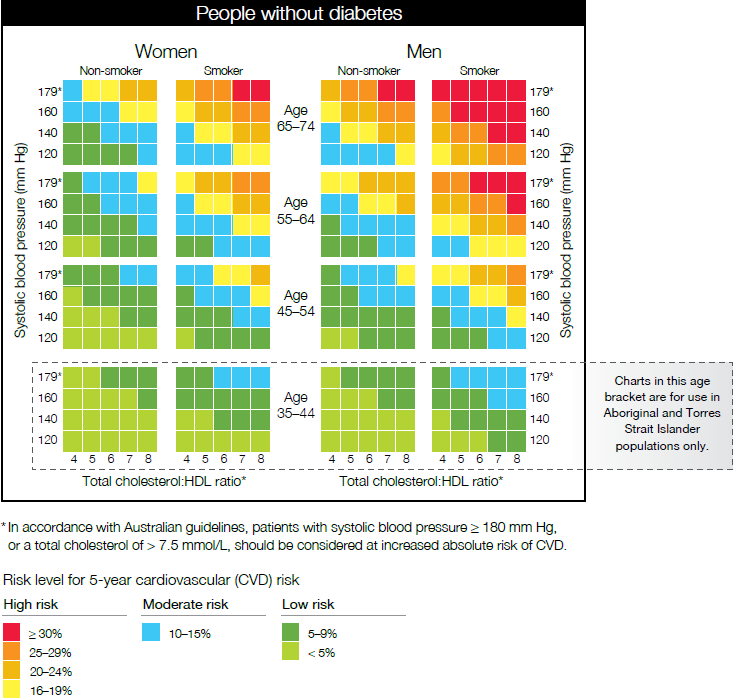 People without diabetes
Women
Men
Non-smoker
Smoker
Non-smoker
Smoker
Systolic blood pressure (mm Hg)
Systolic blood pressure (mm Hg)
179*
179*
160
Age
160
140
65–74
140
120
120
179*
179*
160
Age
160
140
55–64
140
120
120
179*
179*
160
Age
160
140
45–54
140
120
120
179*
179*
160
Age
160
140
35–44
140
120
120
4 5 6 7 8
4 5 6 7 8
4 5 6 7 8
4 5 6 7 8
Total cholesterol:HDL ratio*
Total cholesterol:HDL ratio*
Charts in this age
bracket are for use in
Aboriginal and Torres
Strait Islander
populations only.
*In accordance with Australian guidelines, patients with systolic blood pressure ≥ 180 mm Hg,
or a total cholesterol of > 7.5 mmol/L, should be considered at increased absolute risk of CVD.
Risk level for 5-year cardiovascular (CVD) risk
High risk
≥ 30%
25–29%
20–24%
16–19%
Moderate risk
10–15%
Low risk
5–9%
< 5%